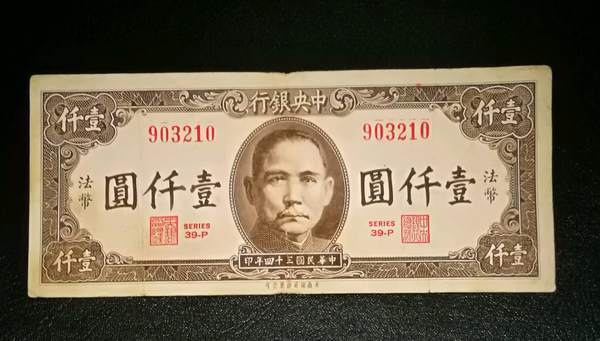 中央銀行
壹仟
壹仟
903210
903210
壹仟圓
壹仟圓
法幣
法幣
SERIES
39-P
SERIES
39-P
中華民國三十四年印
壹仟
壹仟